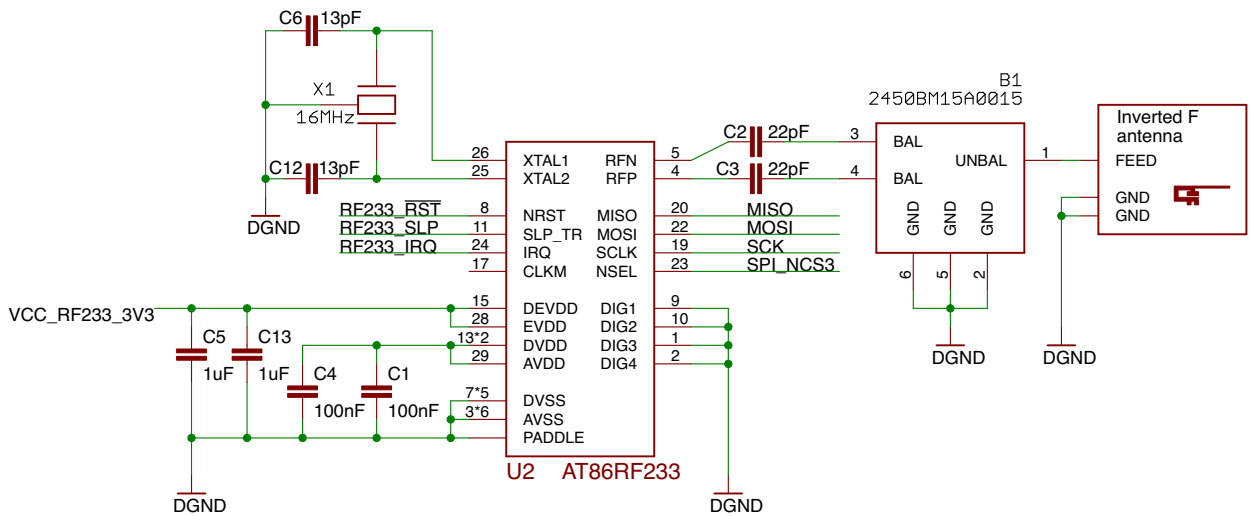 C6 13pF
X1
16MHz
C12 13pF
DGND
RF233_RST
RF233_SLP
RF233_IRQ
VCC_RF233_3V3
C5
1uF
C13
1uF
C4
100nF
C1
100nF
DGND
26 XTAL1 RFN 5
25 XTAL2 RFP 4
8 NRST MISO 20 MISO
11 SLP_TR MOSI 22 MOSI
24 IRQ SCLK 19 SCK
17 CLKM NSEL 23 SPI_NCS3
15 DEVDD DIG1 9
28 EVDD DIG2 10
13*2 DVDD DIG3 1
29 AVDD DIG4 2
7*5 DVSS
3*6 AVSS
PADDLE
U2 AT86RF233
DGND
C2 22pF
C3 22pF
B1
2450BM15A0015
3 BAL
UNBAL 1
4 BAL
GND GND GND
6 5 2
DGND
Inverted F
antenna
FEED
GND
GND
DGND